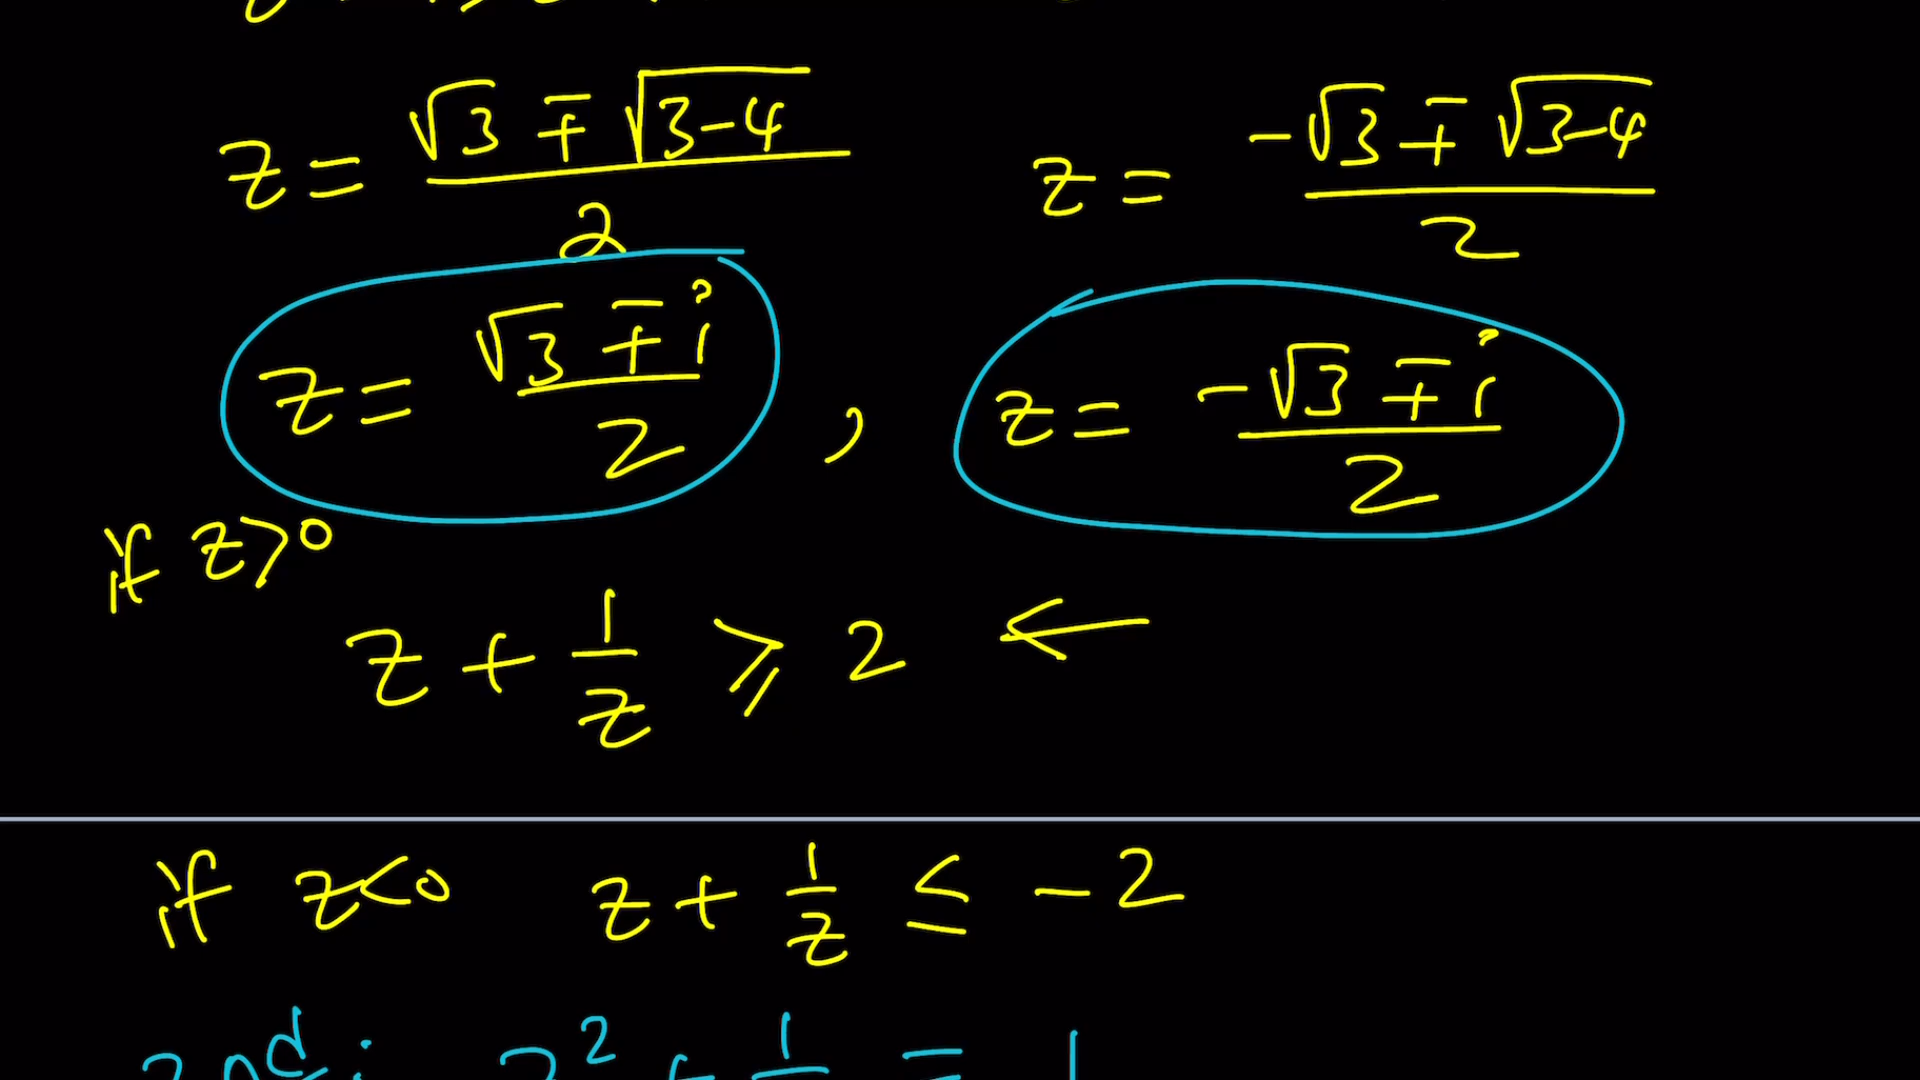 z = (√3 ∓ √(3-4))/2    z = (-√3 ∓ √(3-4))/2
z = (√3 ∓ i)/2 , z = (-√3 ∓ i)/2
if z>0
z + 1/z ≥ 2 ←
if z<0 z + 1/z ≤ -2